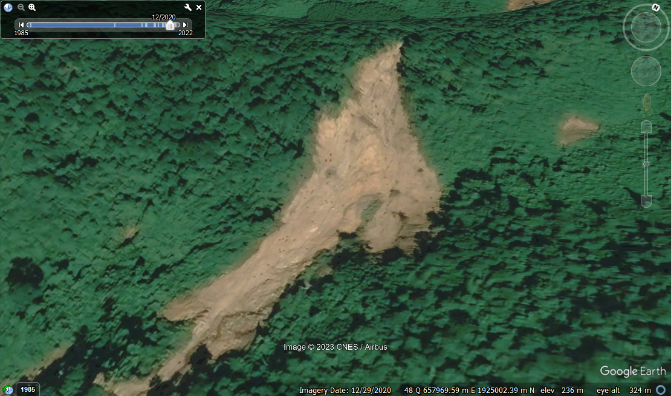 12/2020
1985
2022
N
Image © 2023 CNES / Airbus
Google Earth
1985
Imagery Date: 12/29/2020 48 Q 657969.59 m E 1925002.39 m N elev 236 m eye alt 324 m